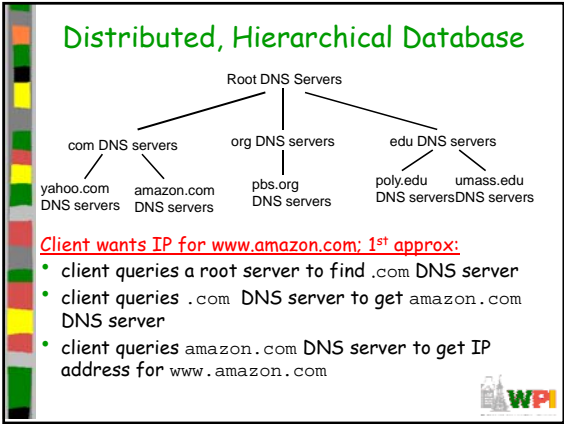 Distributed, Hierarchical Database
Root DNS Servers
com DNS servers
org DNS servers
edu DNS servers
yahoo.com
DNS servers
amazon.com
DNS servers
pbs.org
DNS servers
poly.edu
DNS servers
umass.edu
DNS servers
Client wants IP for www.amazon.com; 1st approx:
• client queries a root server to find .com DNS server
• client queries .com DNS server to get amazon.com
DNS server
• client queries amazon.com DNS server to get IP
address for www.amazon.com
WPI